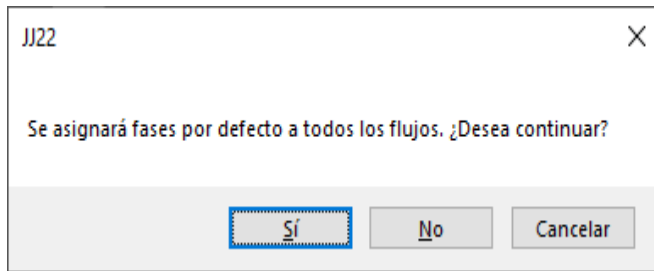 JJ22
Se asignará fases por defecto a todos los flujos. ¿Desea continuar?
Sí
No
Cancelar